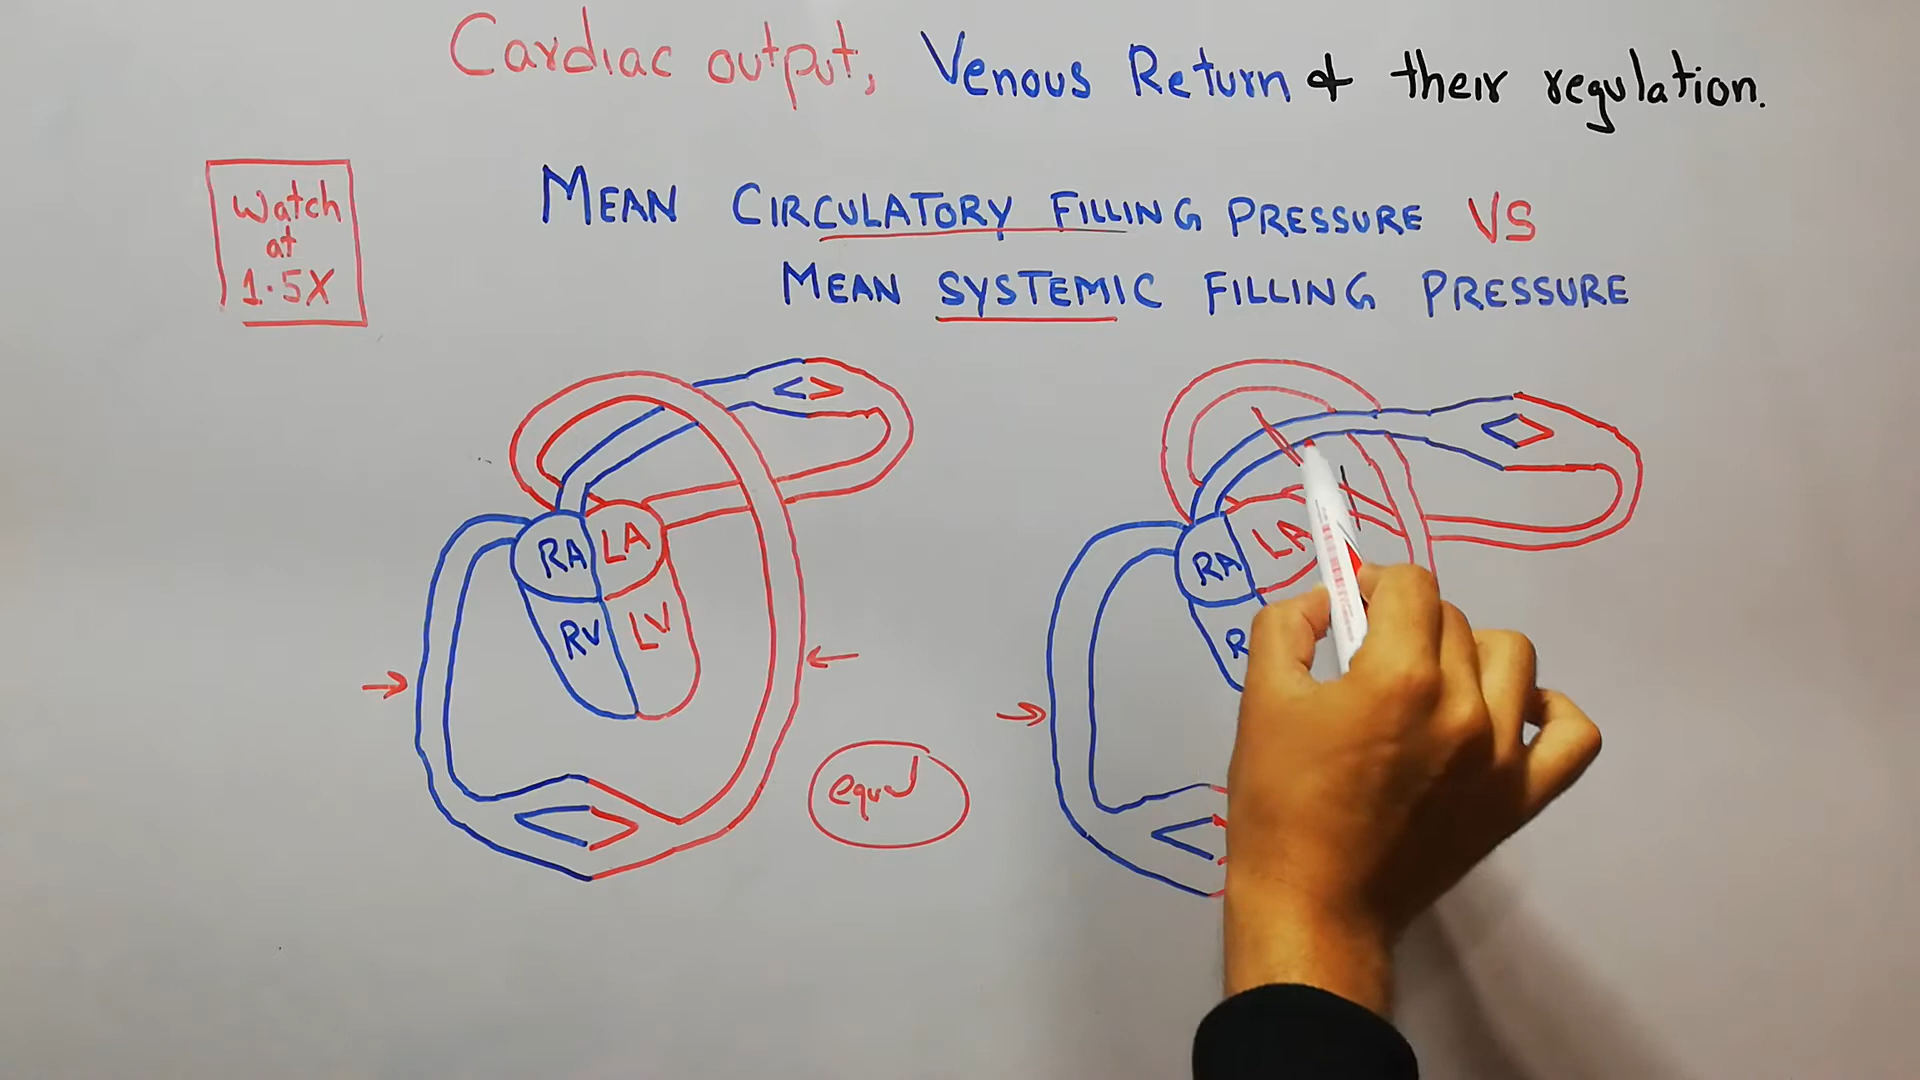 Cardiac output, Venous Return & their regulation.
Watch
at
1.5X
MEAN CIRCULATORY FILLING PRESSURE VS
MEAN SYSTEMIC FILLING PRESSURE
RA LA
RV LV
equal
RA LA
R